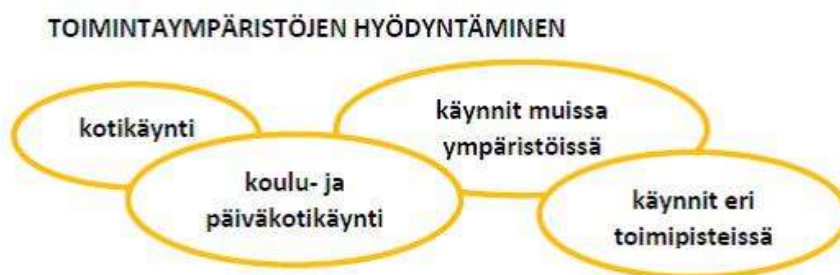 TOIMINTAYMPÄRISTÖJEN HYÖDYNTÄMINEN
kotikäynti
koulu- ja
päiväkotikäynti
käynnit muissa
ympäristöissä
käynnit eri
toimipisteissä